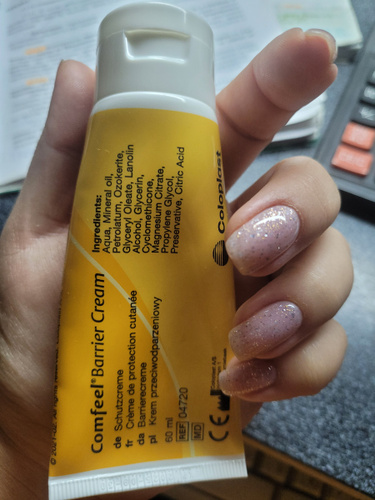 Comfeel® Barrier Cream
de Schutzcreme
fr Crème de protection cutanée
da Barrierecreme
pl Krem przeciwodparzeniowy
60 ml
REF 04720
MD
CE
Ingredients:
Aqua, Mineral oil,
Petrolatum, Ozokerite,
Glyceryl Oleate, Lanolin
Alcohol, Glycerin,
Cyclomethicone,
Magnesium Citrate,
Propylene Glycol,
Preservative, Citric Acid
Coloplast